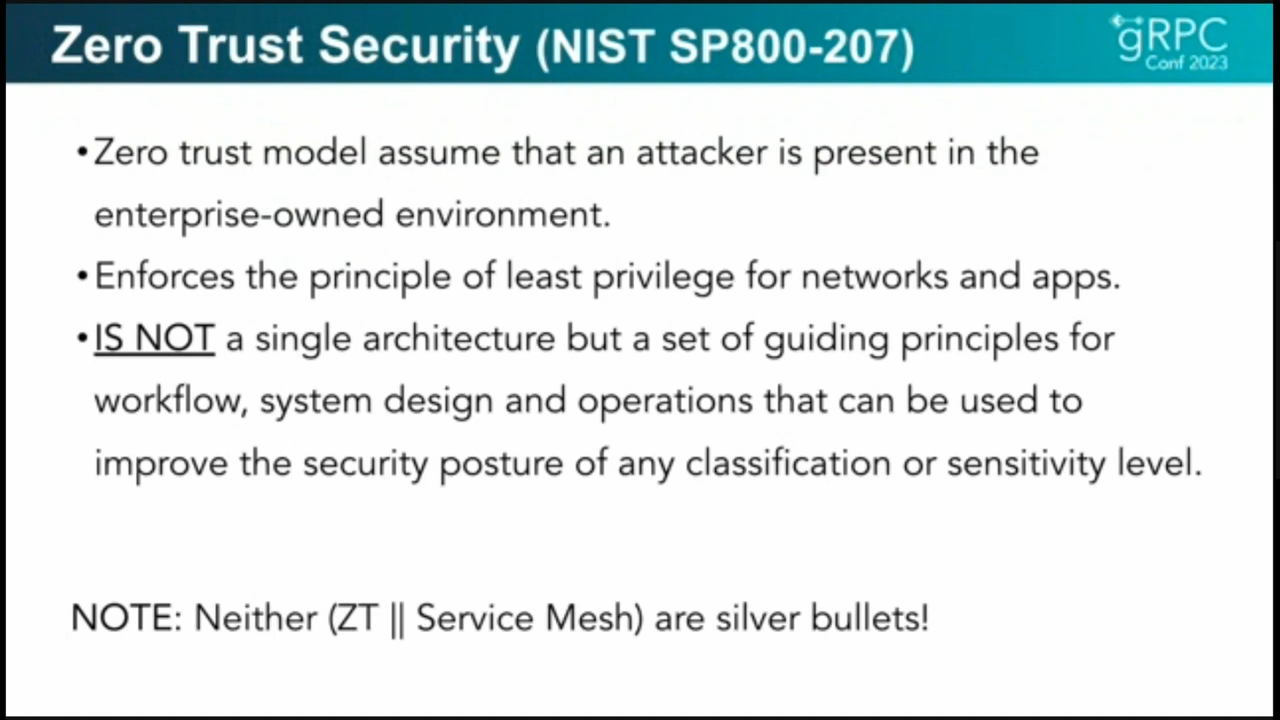 Zero Trust Security (NIST SP800-207)
gRPC
Conf 2023
•Zero trust model assume that an attacker is present in the
enterprise-owned environment.
•Enforces the principle of least privilege for networks and apps.
•IS NOT a single architecture but a set of guiding principles for
workflow, system design and operations that can be used to
improve the security posture of any classification or sensitivity level.
NOTE: Neither (ZT || Service Mesh) are silver bullets!